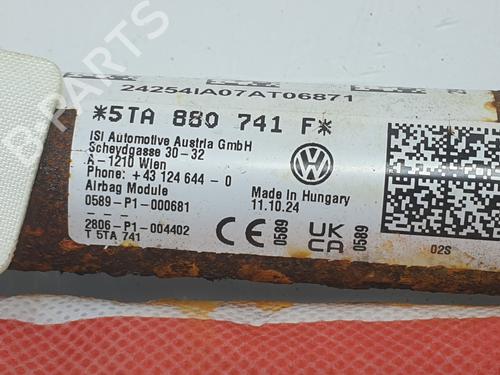 B-PARTS
24254IA07AT06871
*5TA 880 741 F*
ISI Automotive Austria GmbH
Scheydgasse 30-32
A-1210 Wien
Phone: +43 124 644 - 0
Airbag Module
0589-P1-000681
- - -
2806-P1-004402
T 5TA 741
Made in Hungary
11.10.24
CE 0589
UK CA 0589
02S